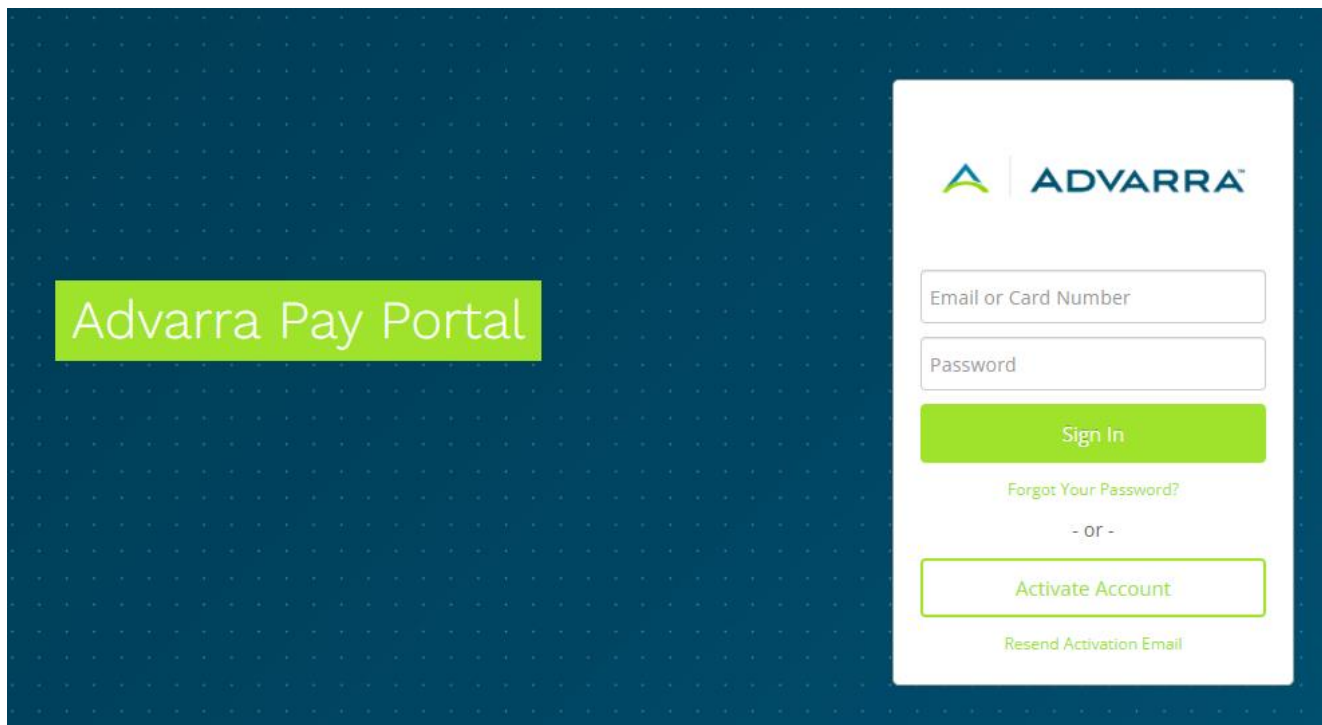 Advarra Pay Portal
ADVARRA™
Email or Card Number
Password
Sign In
Forgot Your Password?
- or -
Activate Account
Resend Activation Email